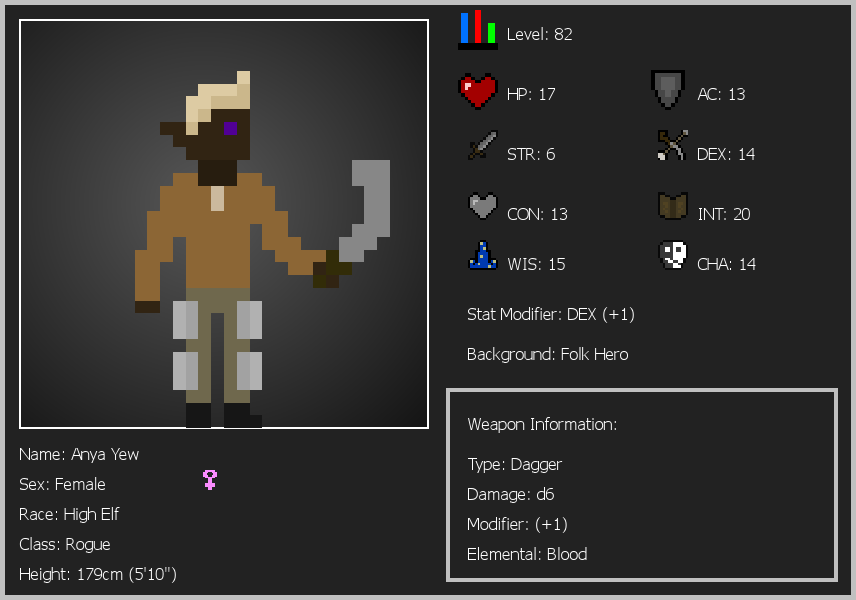 Level: 82
HP: 17
AC: 13
STR: 6
DEX: 14
CON: 13
INT: 20
WIS: 15
CHA: 14
Stat Modifier: DEX (+1)
Background: Folk Hero
Weapon Information:
Type: Dagger
Damage: d6
Modifier: (+1)
Elemental: Blood
Name: Anya Yew
Sex: Female
Race: High Elf
Class: Rogue
Height: 179cm (5'10")